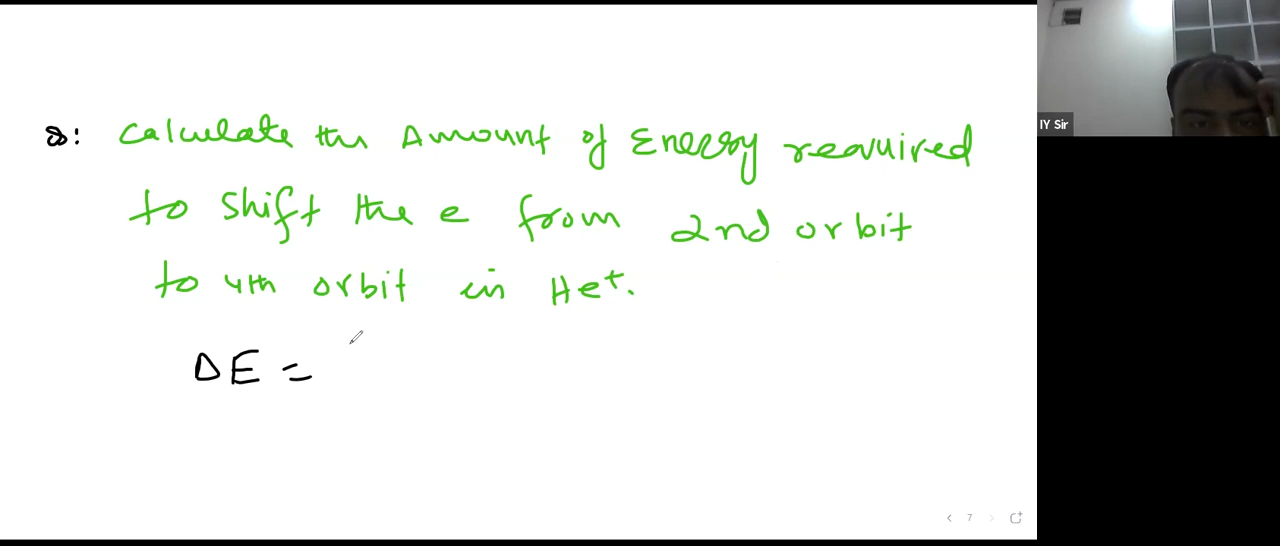 Q: Calculate the Amount of Energy required
to shift the e from 2nd orbit
to 4th orbit in He+.
ΔE =
IY Sir
7